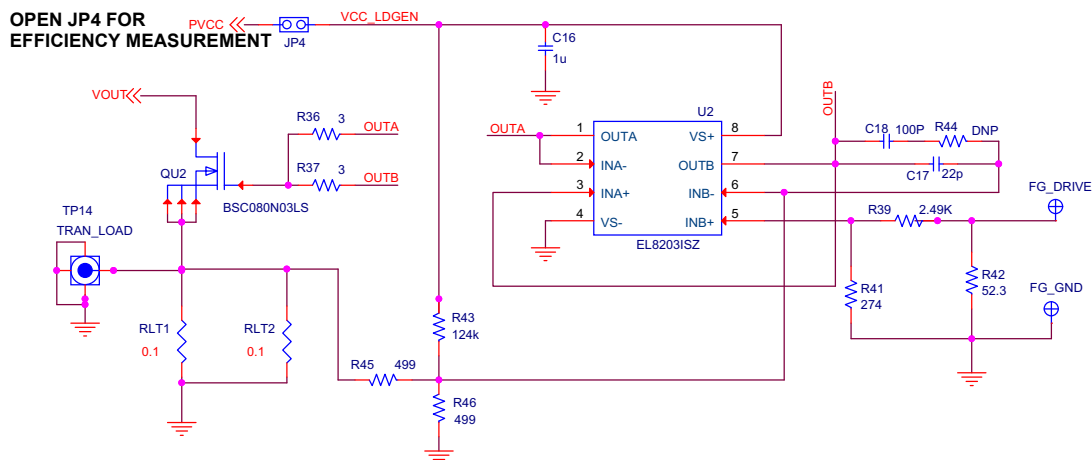 OPEN JP4 FOR
EFFICIENCY MEASUREMENT
PVCC
JP4
VCC_LDGEN
C16
1u
VOUT
R36
3
OUTA
R37
3
OUTB
QU2
BSC080N03LS
TP14
TRAN_LOAD
RLT1
0.1
RLT2
0.1
R45
499
R43
124k
R46
499
U2
OUTA
1
OUTA
VS+
8
2
INA-
OUTB
7
3
INA+
INB-
6
4
VS-
INB+
5
EL8203ISZ
OUTB
C18
100P
R44
DNP
C17
22p
R39
2.49K
FG_DRIVE
R41
274
R42
52.3
FG_GND